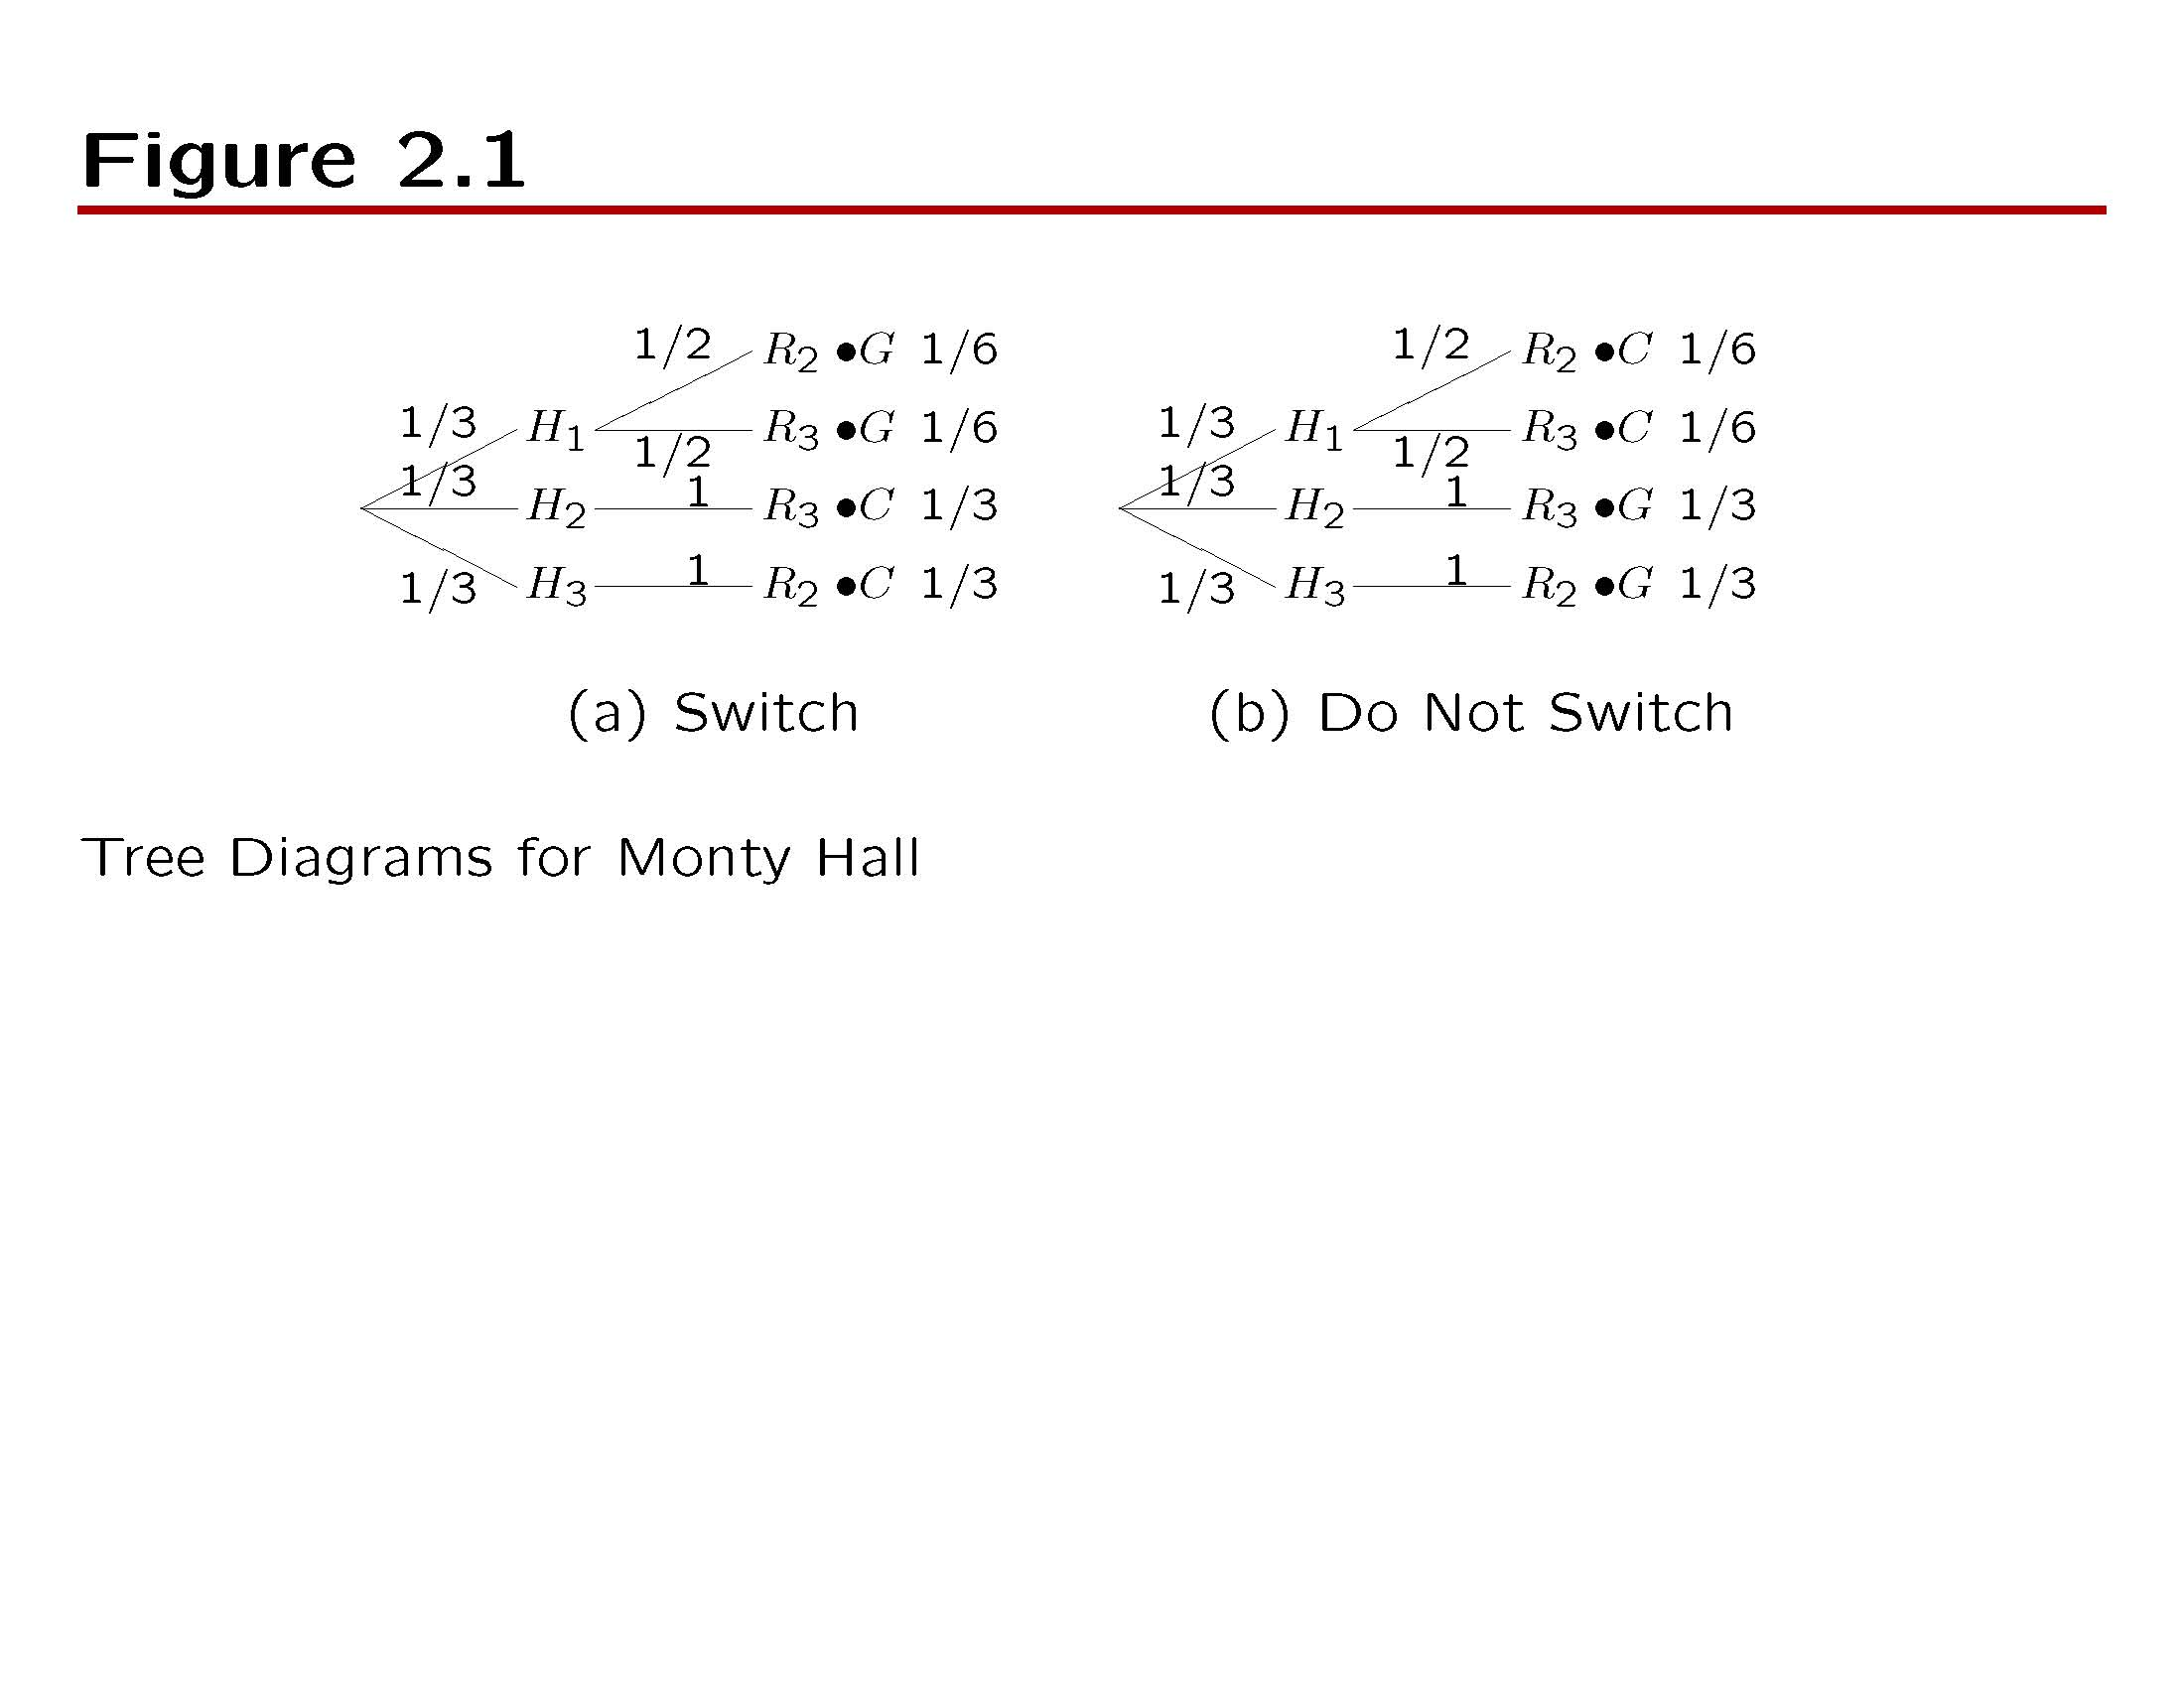 Figure 2.1
1/2 R2 •G 1/6 1/2 R2 •C 1/6
1/3 H1 R3 •G 1/6 1/3 H1 R3 •C 1/6
1/2 1/2
1/3 H2 1 R3 •C 1/3 1/3 H2 1 R3 •G 1/3
1/3 H3 1 R2 •C 1/3 1/3 H3 1 R2 •G 1/3
(a) Switch (b) Do Not Switch
Tree Diagrams for Monty Hall